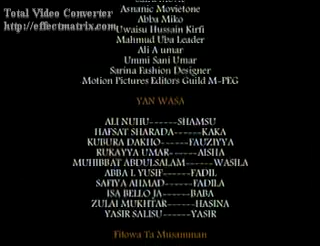 Total Video Converter
http://effectmatrix.com
Asnanic Movietone
Abba Miko
Uwaisu Hussain Kirfi
Mahmud Uba Leader
Ali A umar
Ummi Sani Umar
Sarina Fashion Designer
Motion Pictures Editors Guild M-PEG
YAN WASA
ALI NUHU------SHAMSU
HAFSAT SHARADA------KAKA
KUBURA DAKHO------FAUZIYYA
RUKAYYA UMAR------AISHA
MUHIBBAT ABDULSALAM------WASILA
ABBA L YUSIF------FADIL
SAFIYA AHMAD------FADILA
ISA BELLO JA------BABA
ZULAI MUKHTAR------HASINA
YASIR SALISU------YASIR
Fitowa Ta Musamman